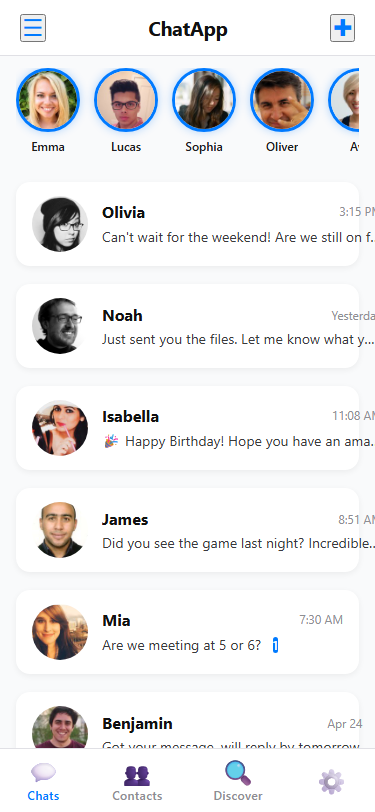 ChatApp
Emma
Lucas
Sophia
Oliver
Olivia
3:15 PM
Can't wait for the weekend! Are we still on f...
Noah
Just sent you the files. Let me know what y...
Isabella
11:08 AM
🎉 Happy Birthday! Hope you have an ama...
James
8:51 AM
Did you see the game last night? Incredible...
Mia
7:30 AM
Are we meeting at 5 or 6? 1
Benjamin
Apr 24
Got your message, will reply by tomorrow
Chats
Contacts
Discover